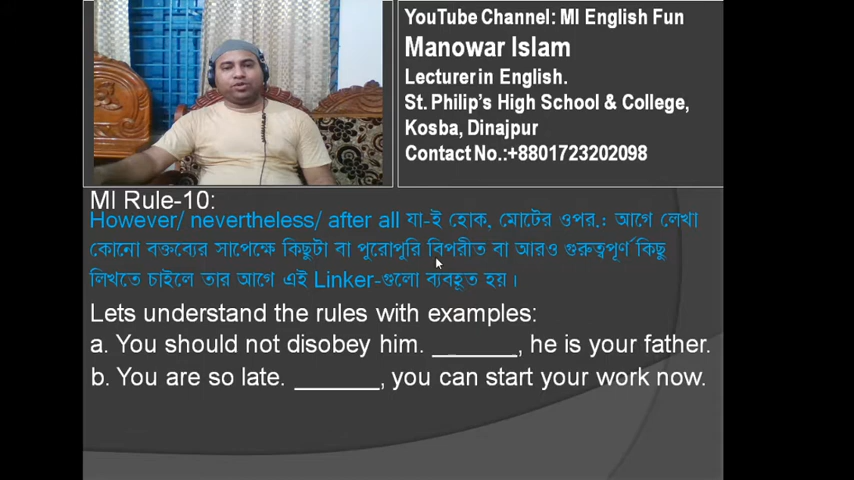 YouTube Channel: MI English Fun
Manowar Islam
Lecturer in English.
St. Philip's High School & College,
Kosba, Dinajpur
Contact No.:+8801723202098
MI Rule-10:
However/ nevertheless/ after all যা-ই হোক, মোটের ওপর.: আগে লেখা
কোনো বক্তব্যের সাপেক্ষে কিছুটা বা পুরোপুরি বিপরীত বা আরও গুরুত্বপূর্ণ কিছু
লিখতে চাইলে তার আগে এই Linker-গুলো ব্যবহৃত হয়।
Lets understand the rules with examples:
a. You should not disobey him. _______, he is your father.
b. You are so late. _______, you can start your work now.